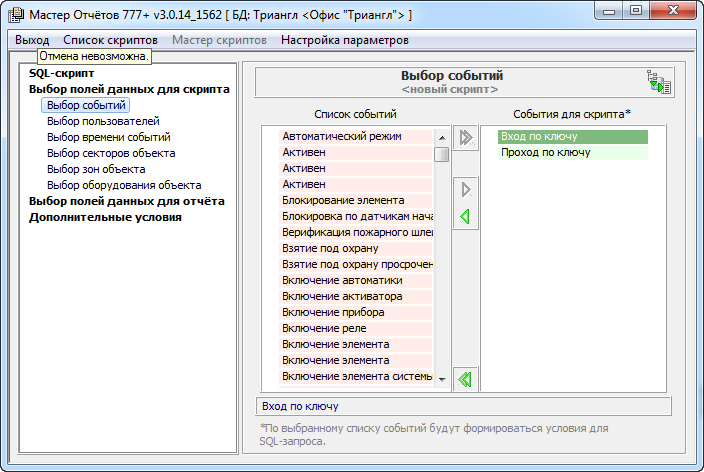 Мастер Отчётов 777+ v3.0.14_1562 [ БД: Триангл <Офис "Триангл"> ]
Выход Список скриптов Мастер скриптов Настройка параметров
Отмена невозможна.
SQL-скрипт
Выбор полей данных для скрипта
Выбор событий
Выбор пользователей
Выбор времени событий
Выбор секторов объекта
Выбор зон объекта
Выбор оборудования объекта
Выбор полей данных для отчёта
Дополнительные условия
Выбор событий
<новый скрипт>
Список событий
Автоматический режим
Активен
Активен
Активен
Блокирование элемента
Блокировка по датчикам нача
Верификация пожарного шле
Взятие под охрану
Взятие под охрану просрочен
Включение автоматики
Включение активатора
Включение прибора
Включение реле
Включение элемента
Включение элемента
Включение элемента системы
События для скрипта*
Вход по ключу
Проход по ключу
Вход по ключу
*По выбранному списку событий будут формироваться условия для
SQL-запроса.